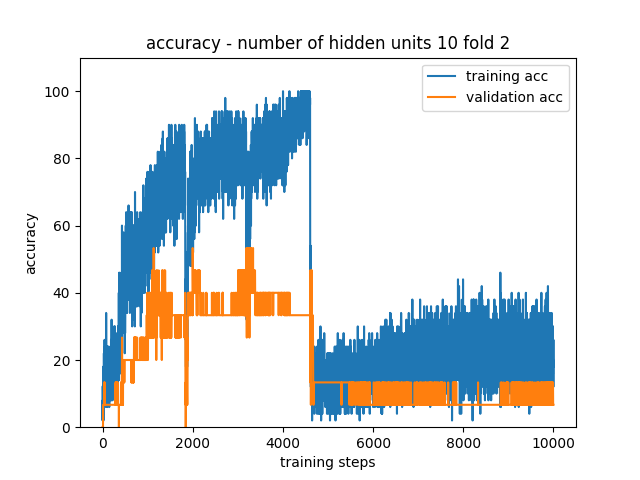 accuracy - number of hidden units 10 fold 2
training acc
validation acc
accuracy
100
80
60
40
20
0
0 2000 4000 6000 8000 10000
training steps